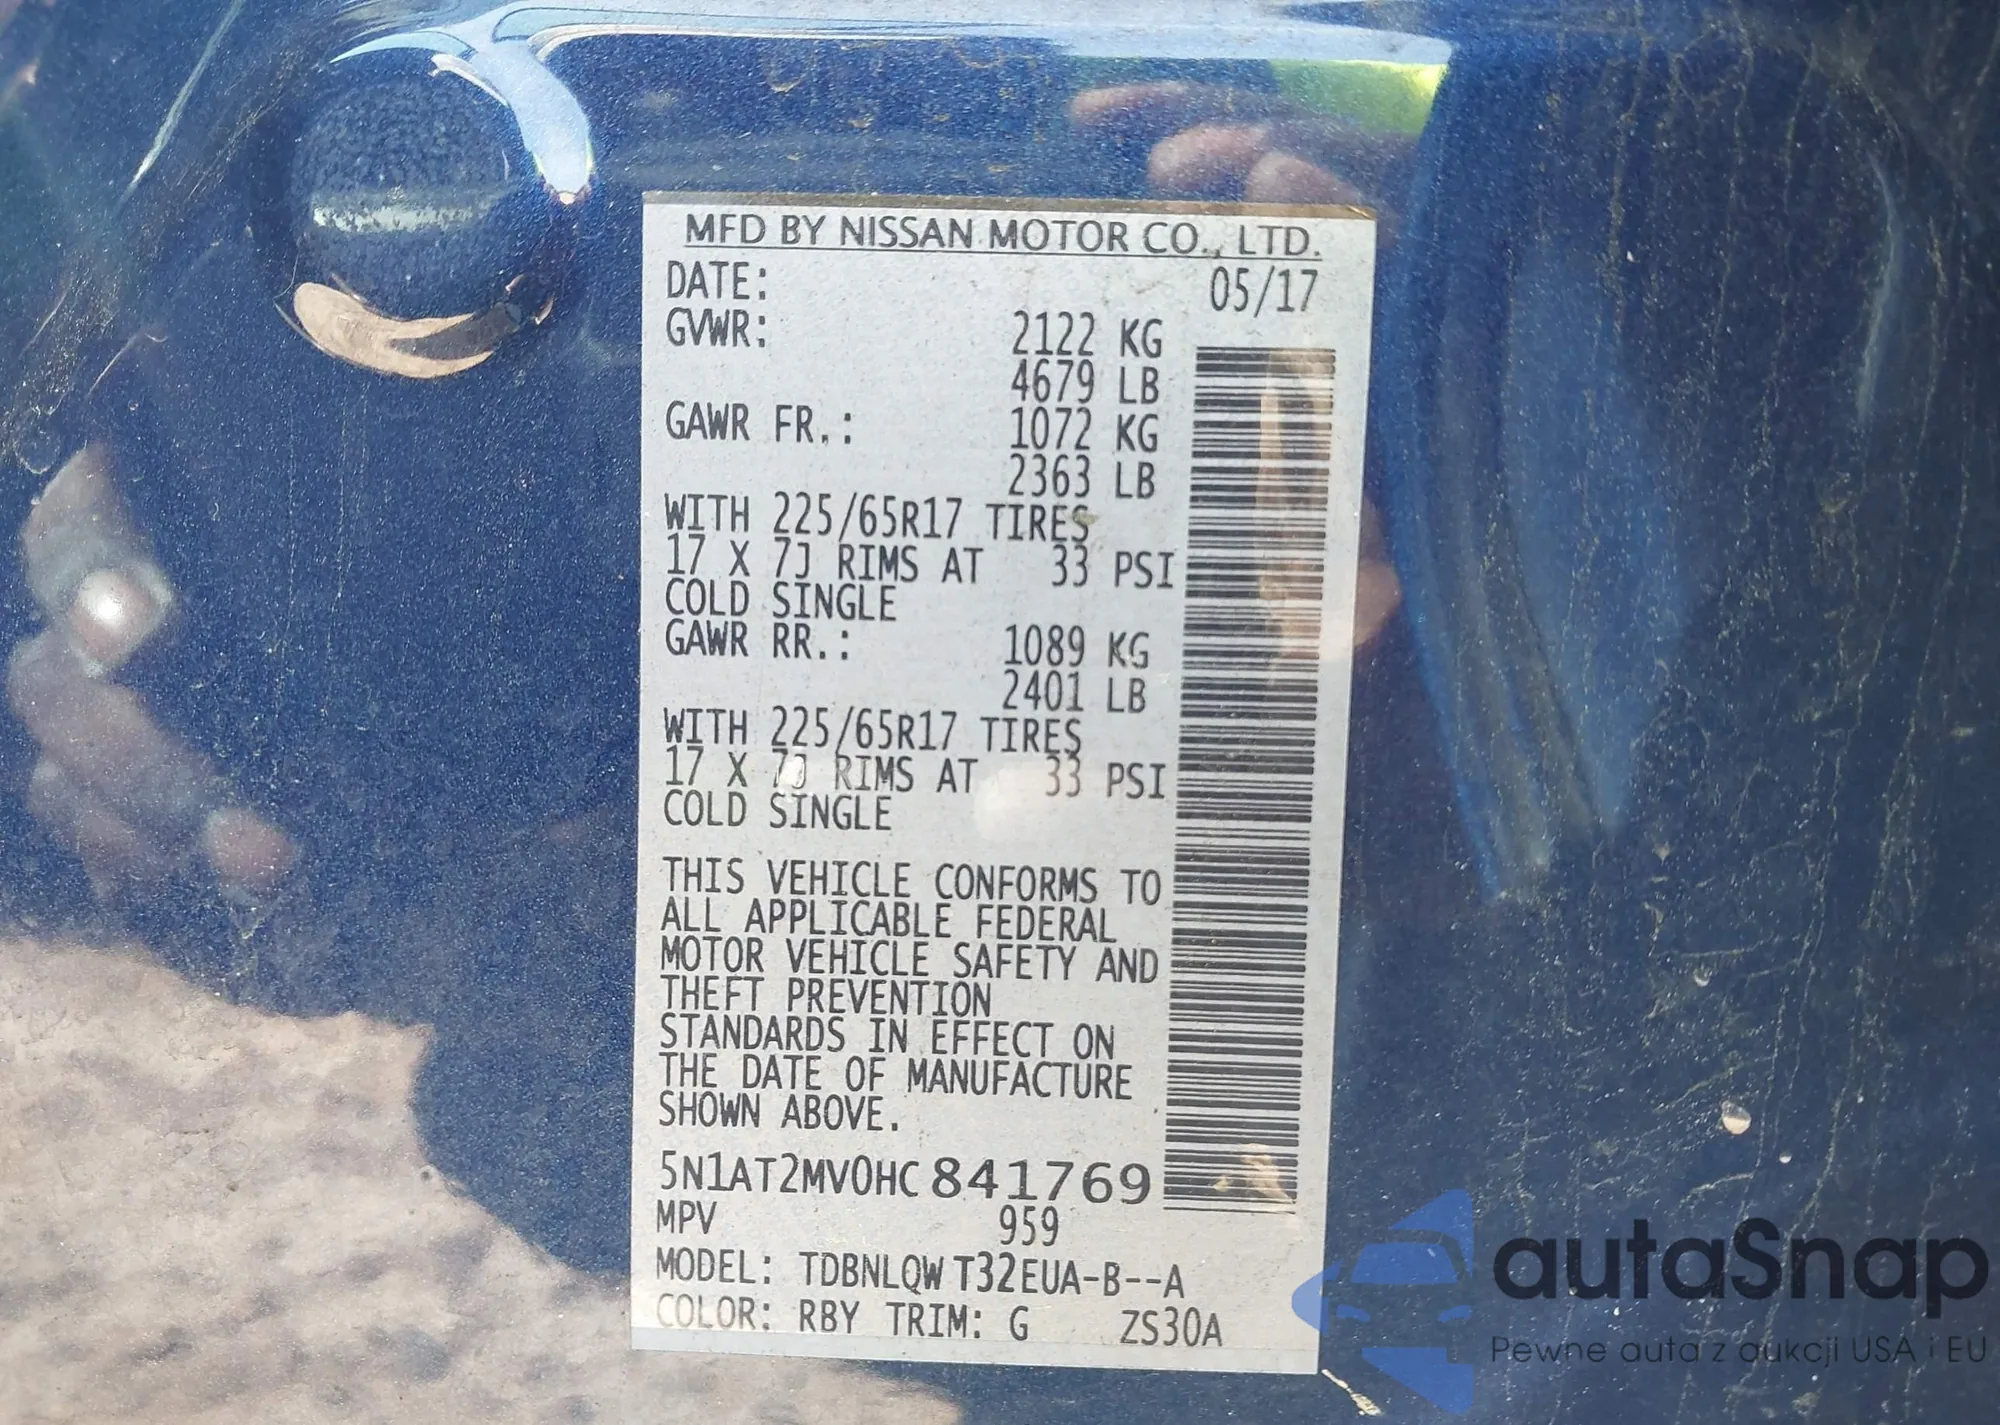 MFD BY NISSAN MOTOR CO., LTD.
DATE: 05/17
GVWR: 2122 KG
4679 LB
GAWR FR.: 1072 KG
2363 LB
WITH 225/65R17 TIRES
17 X 7J RIMS AT 33 PSI
COLD SINGLE
GAWR RR.: 1089 KG
2401 LB
WITH 225/65R17 TIRES
17 X 7J RIMS AT 33 PSI
COLD SINGLE
THIS VEHICLE CONFORMS TO
ALL APPLICABLE FEDERAL
MOTOR VEHICLE SAFETY AND
THEFT PREVENTION
STANDARDS IN EFFECT ON
THE DATE OF MANUFACTURE
SHOWN ABOVE.
5N1AT2MV0HC841769
MPV 959
MODEL: TDBNLQW T32EUA-B--A
COLOR: RBY TRIM: G ZS30A
autaSnap
Pewne auta z aukcji USA i EU